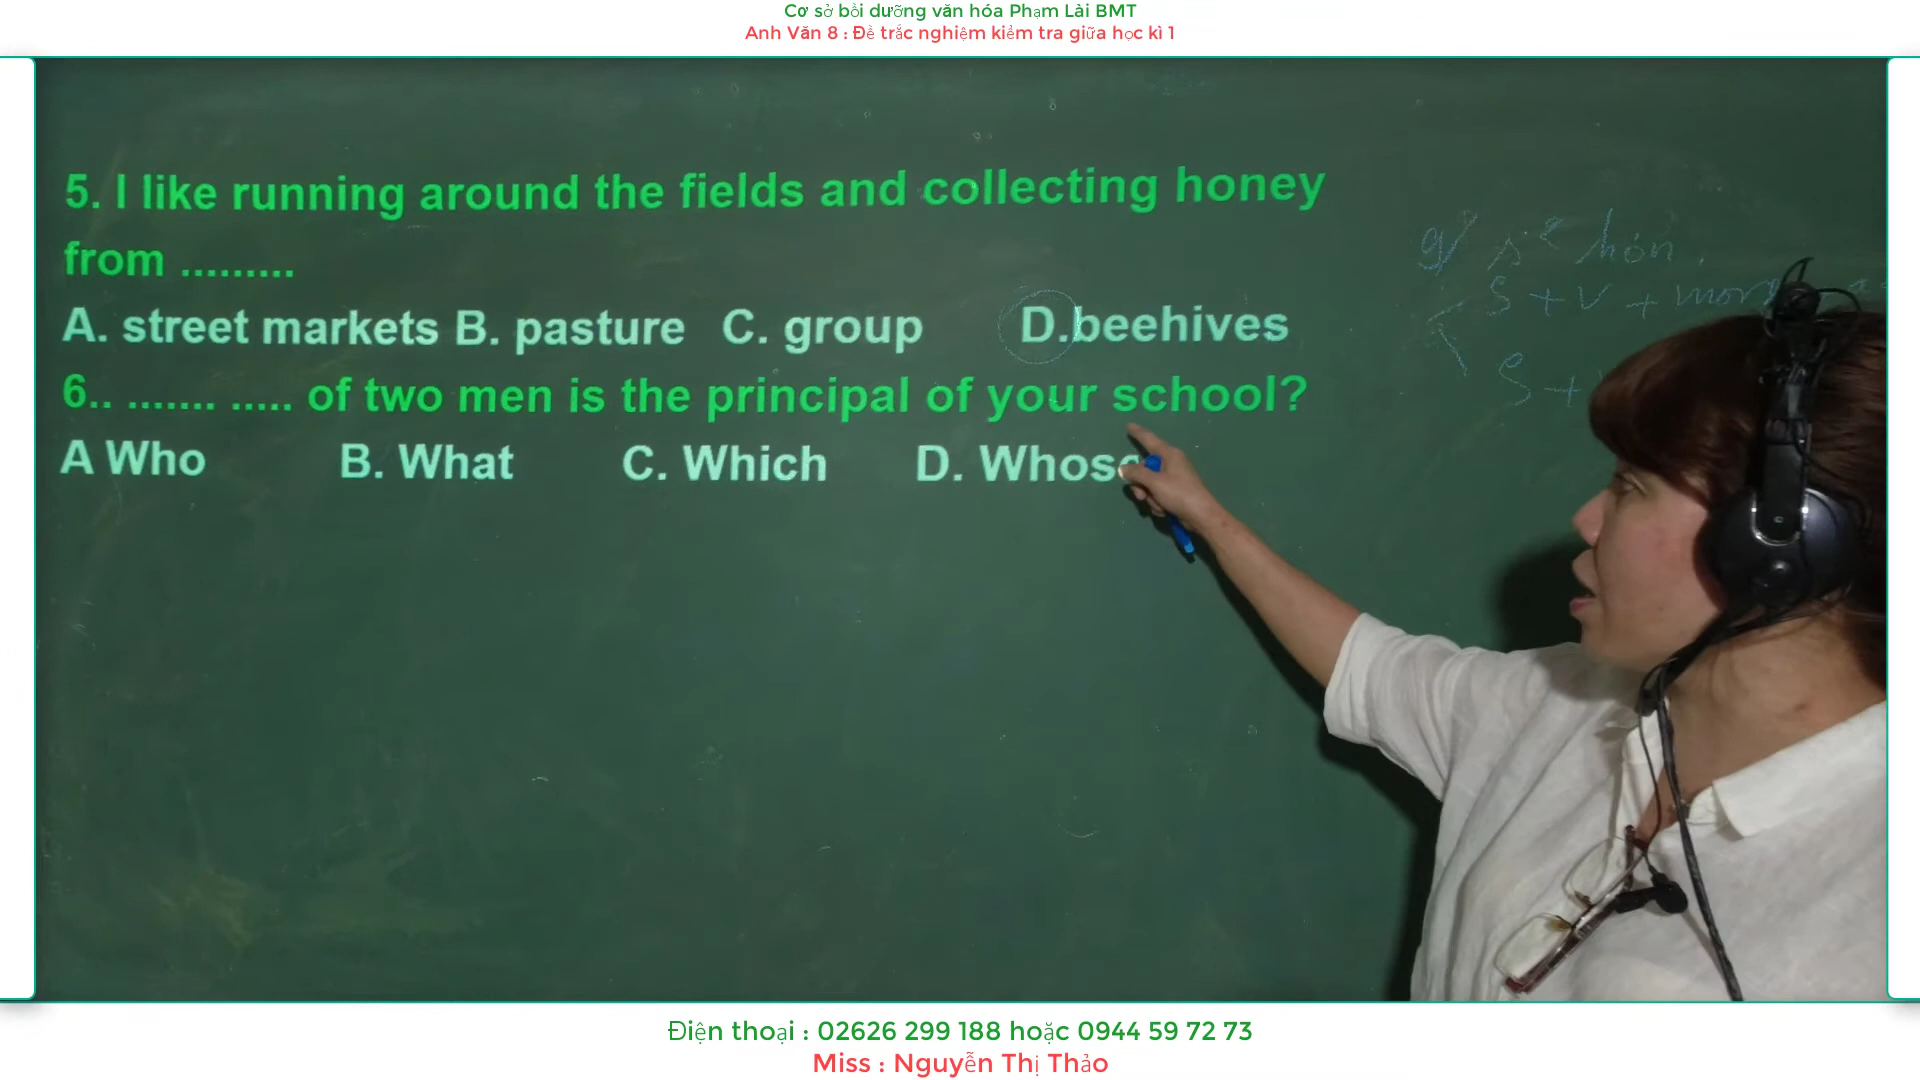 Cơ sở bồi dưỡng văn hóa Phạm Lài BMT
Anh Văn 8 : Đề trắc nghiệm kiểm tra giữa học kì 1
5. I like running around the fields and collecting honey
from .........
A. street markets B. pasture C. group D.beehives
6.. ....... ..... of two men is the principal of your school?
A Who B. What C. Which D. Whose
s² hón.
S + V + mor
S +
Điện thoại : 02626 299 188 hoặc 0944 59 72 73
Miss : Nguyễn Thị Thảo